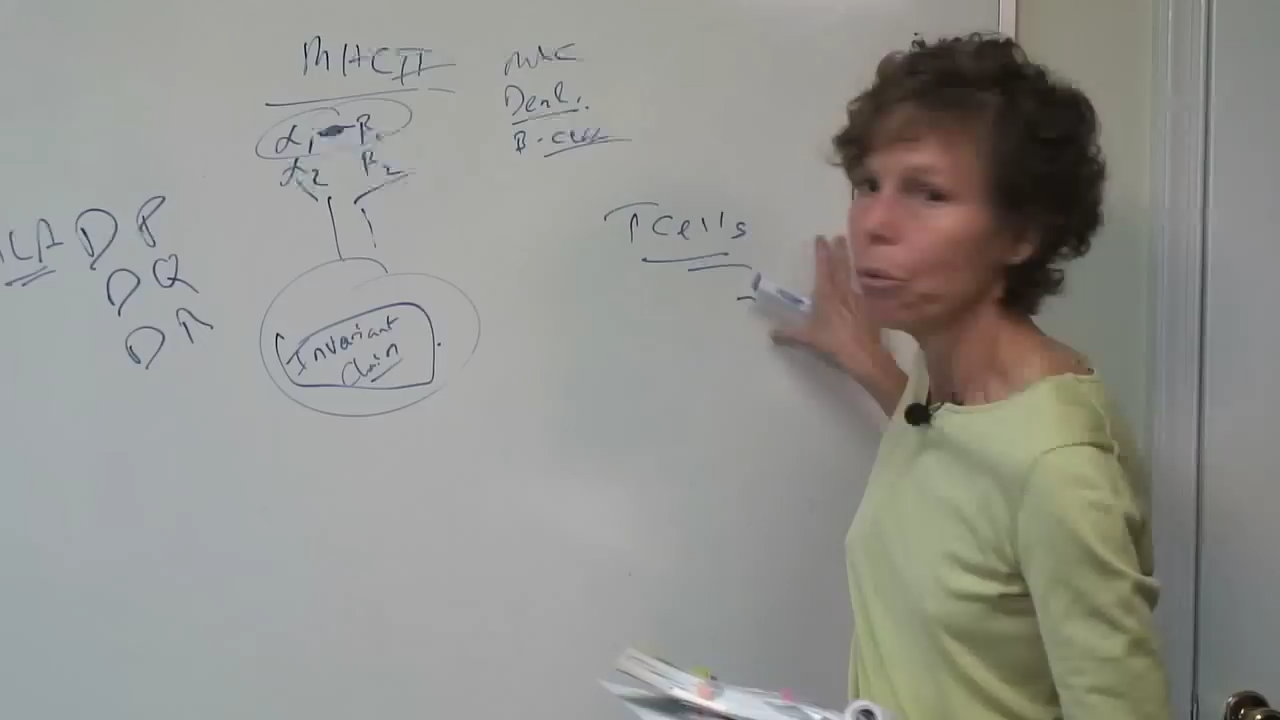 MHC II
α1 β1
α2 β2
HLA DP
DQ
DR
Invariant
Chain
MAC
Dend.
B-cell
T Cells